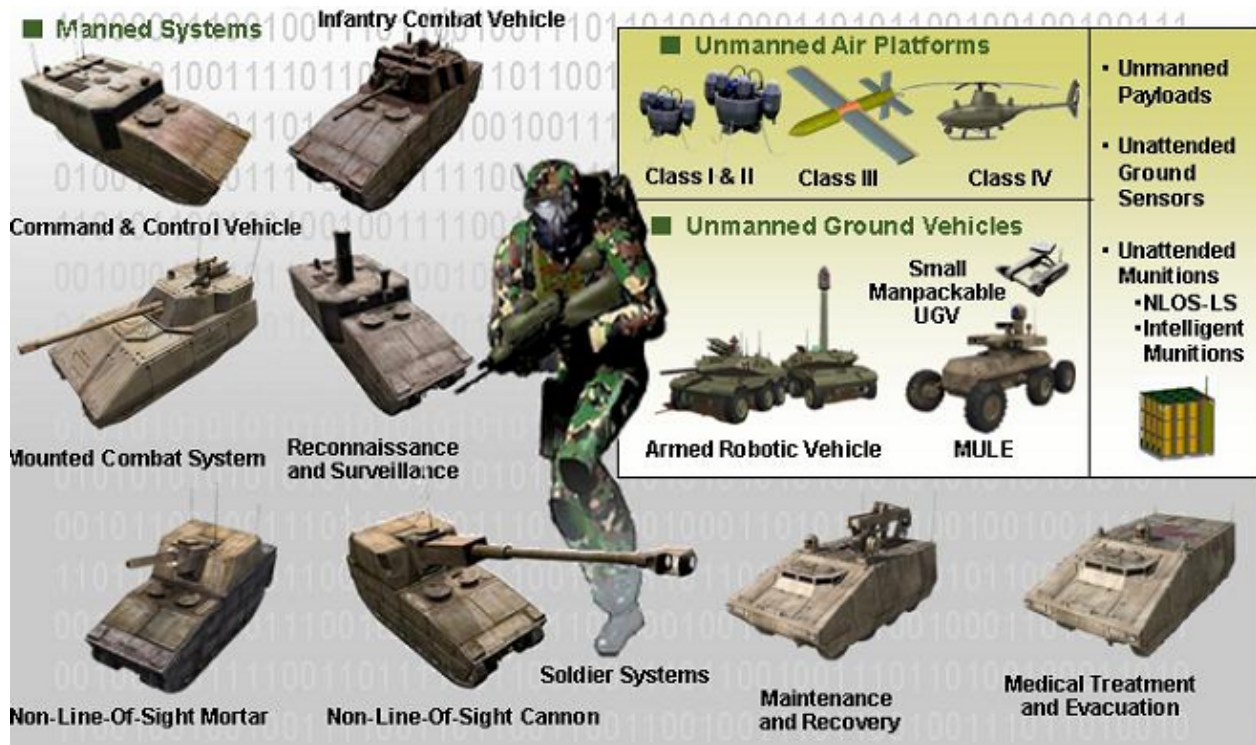 Manned Systems
Infantry Combat Vehicle
Command & Control Vehicle
Mounted Combat System
Reconnaissance
and Surveillance
Non-Line-Of-Sight Mortar
Non-Line-Of-Sight Cannon
Soldier Systems
Maintenance
and Recovery
Medical Treatment
and Evacuation
Unmanned Air Platforms
Class I & II
Class III
Class IV
Unmanned Ground Vehicles
Small
Manpackable
UGV
Armed Robotic Vehicle
MULE
• Unmanned
Payloads
• Unattended
Ground
Sensors
• Unattended
Munitions
•NLOS-LS
•Intelligent
Munitions